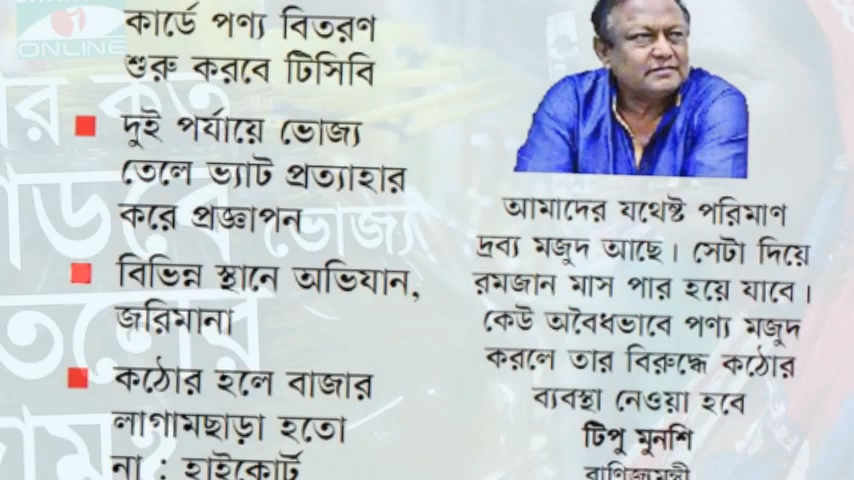 ONLINE
কার্ডে পণ্য বিতরণ
শুরু করবে টিসিবি
দুই পর্যায়ে ভোজ্য
তেলে ভ্যাট প্রত্যাহার
করে প্রজ্ঞাপন
বিভিন্ন স্থানে অভিযান,
জরিমানা
কঠোর হলে বাজার
লাগামছাড়া হতো
না : হাইকোর্ট
আমাদের যথেষ্ট পরিমাণ
দ্রব্য মজুদ আছে। সেটা দিয়ে
রমজান মাস পার হয়ে যাবে।
কেউ অবৈধভাবে পণ্য মজুদ
করলে তার বিরুদ্ধে কঠোর
ব্যবস্থা নেওয়া হবে
টিপু মুনশি
বাণিজ্যমন্ত্রী
ভোজ্য
তেলের